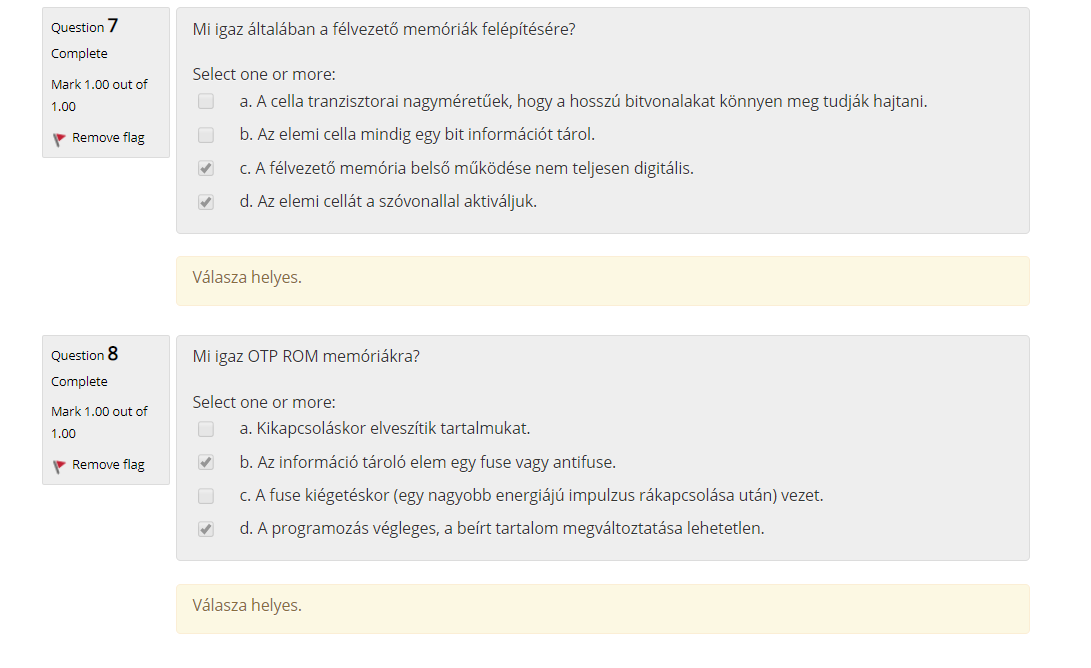 Question 7
Complete
Mark 1.00 out of
1.00
Remove flag
Mi igaz általában a félvezető memóriák felépítésére?
Select one or more:
a. A cella tranzisztorai nagyméretűek, hogy a hosszú bitvonalakat könnyen meg tudják hajtani.
b. Az elemi cella mindig egy bit információt tárol.
c. A félvezető memória belső működése nem teljesen digitális.
d. Az elemi cellát a szóvonallal aktiváljuk.
Válasza helyes.
Question 8
Complete
Mark 1.00 out of
1.00
Remove flag
Mi igaz OTP ROM memóriákra?
Select one or more:
a. Kikapcsoláskor elveszítik tartalmukat.
b. Az információ tároló elem egy fuse vagy antifuse.
c. A fuse kiégetéskor (egy nagyobb energiájú impulzus rákapcsolása után) vezet.
d. A programozás végleges, a beírt tartalom megváltoztatása lehetetlen.
Válasza helyes.